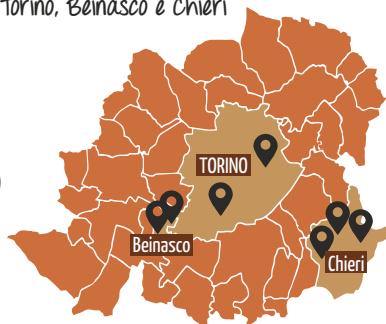 Torino, Beinasco e Chieri
TORINO
Beinasco
Chieri